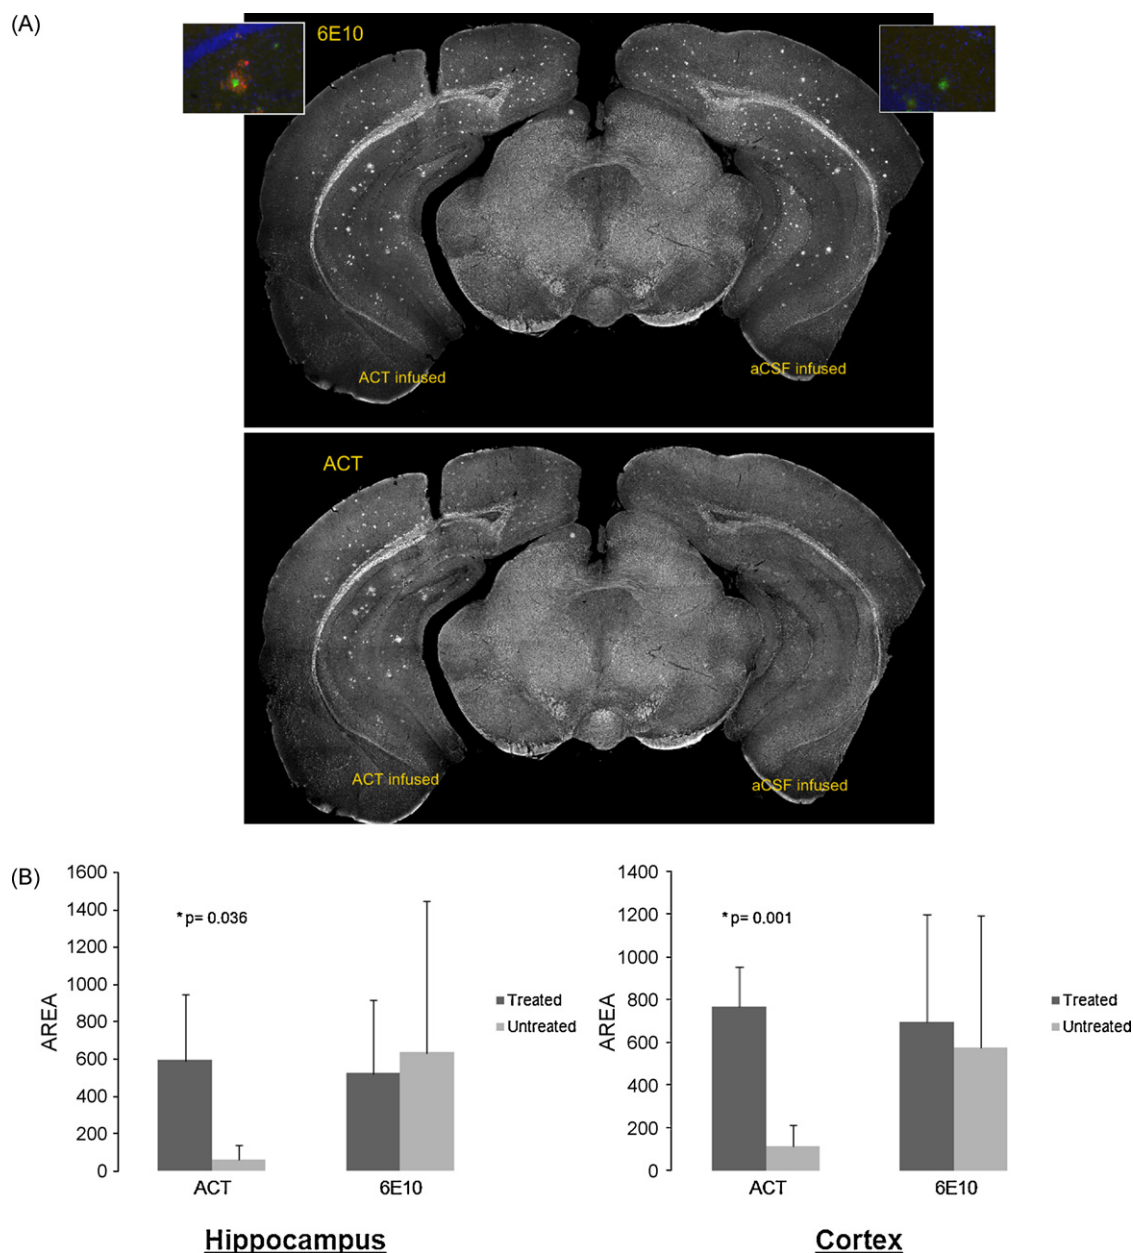 (A)
6E10
ACT infused
aCSF infused
ACT
ACT infused
aCSF infused
(B)
1600
1400
1200
1000
800
600
400
200
0
AREA
* p= 0.036
ACT
6E10
Treated
Untreated
Hippocampus
1400
1200
1000
800
600
400
200
0
AREA
* p= 0.001
ACT
6E10
Treated
Untreated
Cortex